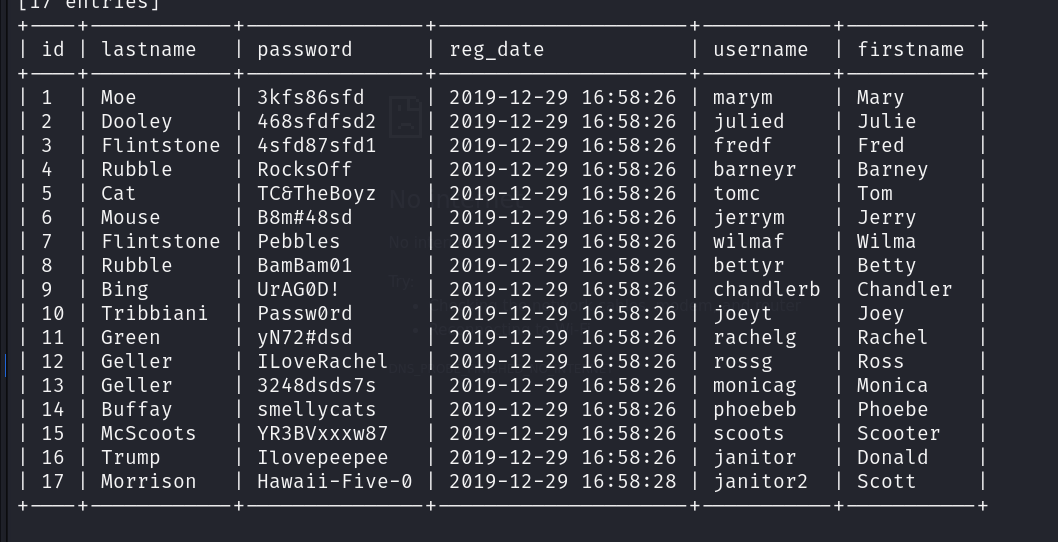 [17 entries]
+----+------------+---------------+---------------------+-----------+-----------+
| id | lastname | password | reg_date | username | firstname |
+----+------------+---------------+---------------------+-----------+-----------+
| 1 | Moe | 3kfs86sfd | 2019-12-29 16:58:26 | marym | Mary |
| 2 | Dooley | 468sfdfsd2 | 2019-12-29 16:58:26 | julied | Julie |
| 3 | Flintstone | 4sfd87sfd1 | 2019-12-29 16:58:26 | fredf | Fred |
| 4 | Rubble | RocksOff | 2019-12-29 16:58:26 | barneyr | Barney |
| 5 | Cat | TC&TheBoyz | 2019-12-29 16:58:26 | tomc | Tom |
| 6 | Mouse | B8m#48sd | 2019-12-29 16:58:26 | jerrym | Jerry |
| 7 | Flintstone | Pebbles | 2019-12-29 16:58:26 | wilmaf | Wilma |
| 8 | Rubble | BamBam01 | 2019-12-29 16:58:26 | bettyr | Betty |
| 9 | Bing | UrAG0D! | 2019-12-29 16:58:26 | chandlerb | Chandler |
| 10 | Tribbiani | Passw0rd | 2019-12-29 16:58:26 | joeyt | Joey |
| 11 | Green | yN72#dsd | 2019-12-29 16:58:26 | rachelg | Rachel |
| 12 | Geller | ILoveRachel | 2019-12-29 16:58:26 | rossg | Ross |
| 13 | Geller | 3248dsds7s | 2019-12-29 16:58:26 | monicag | Monica |
| 14 | Buffay | smellycats | 2019-12-29 16:58:26 | phoebeb | Phoebe |
| 15 | McScoots | YR3BVxxxw87 | 2019-12-29 16:58:26 | scoots | Scooter |
| 16 | Trump | Ilovepeepee | 2019-12-29 16:58:26 | janitor | Donald |
| 17 | Morrison | Hawaii-Five-0 | 2019-12-29 16:58:28 | janitor2 | Scott |
+----+------------+---------------+---------------------+-----------+-----------+